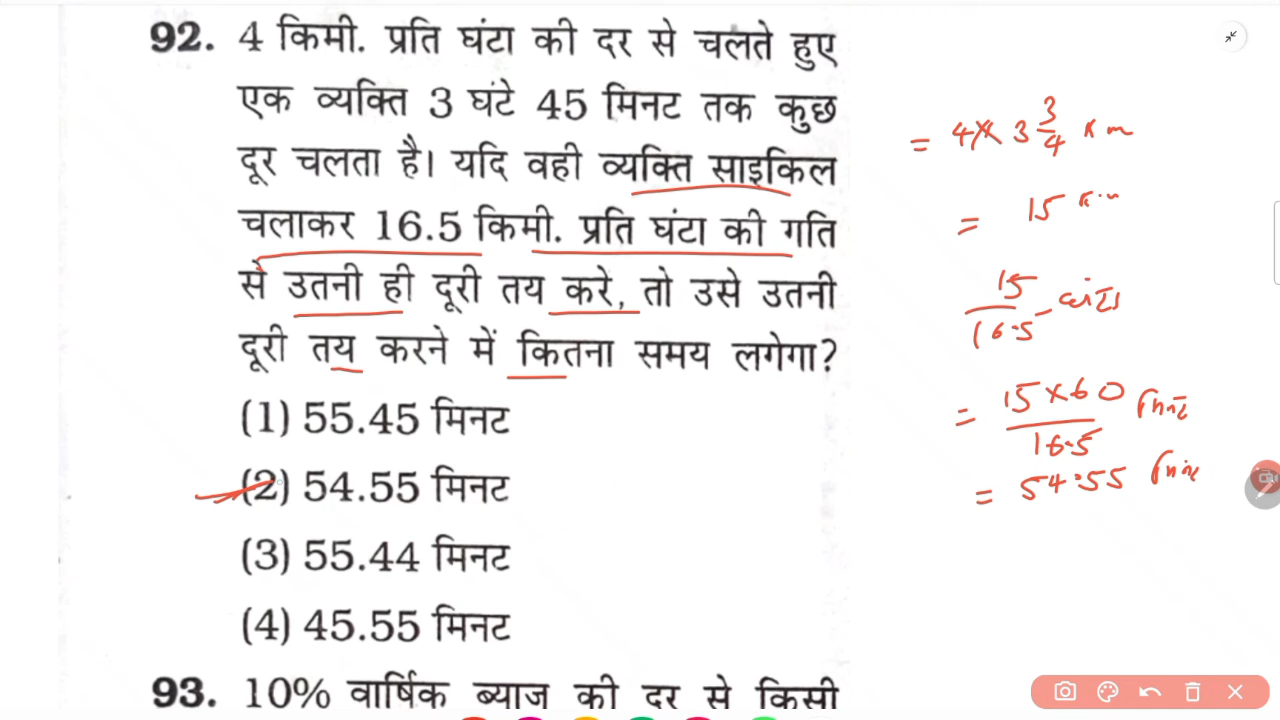 92. 4 किमी. प्रति घंटा की दर से चलते हुए
एक व्यक्ति 3 घंटे 45 मिनट तक कुछ
दूर चलता है। यदि वही व्यक्ति साइकिल
चलाकर 16.5 किमी. प्रति घंटा की गति
से उतनी ही दूरी तय करे, तो उसे उतनी
दूरी तय करने में कितना समय लगेगा?
(1) 55.45 मिनट
(2) 54.55 मिनट
(3) 55.44 मिनट
(4) 45.55 मिनट
93. 10% वार्षिक ब्याज की दर से किसी
= 4 × 3 3/4 km
= 15 km
15/16.5
= 15×60/16.5 मिनट
= 54.55